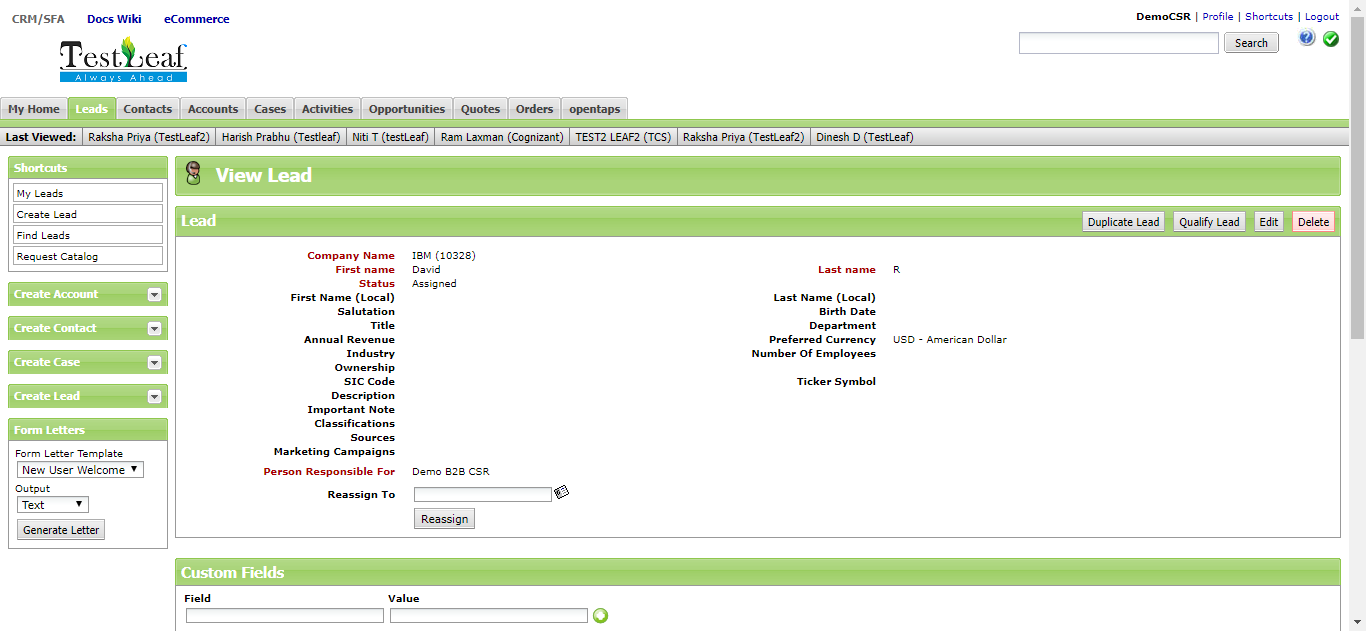 CRM/SFA Docs Wiki eCommerce
DemoCSR | Profile | Shortcuts | Logout
TestLeaf
Always Ahead
Search
My Home Leads Contacts Accounts Cases Activities Opportunities Quotes Orders opentaps
Last Viewed: Raksha Priya (TestLeaf2) Harish Prabhu (Testleaf) Niti T (testLeaf) Ram Laxman (Cognizant) TEST2 LEAF2 (TCS) Raksha Priya (TestLeaf2) Dinesh D (TestLeaf)
Shortcuts
My Leads
Create Lead
Find Leads
Request Catalog
Create Account
Create Contact
Create Case
Create Lead
Form Letters
Form Letter Template
New User Welcome
Output
Text
Generate Letter
View Lead
Lead Duplicate Lead Qualify Lead Edit Delete
Company Name IBM (10328)
First name David Last name R
Status Assigned
First Name (Local) Last Name (Local)
Salutation Birth Date
Title Department
Annual Revenue Preferred Currency USD - American Dollar
Industry Number Of Employees
Ownership
SIC Code Ticker Symbol
Description
Important Note
Classifications
Sources
Marketing Campaigns
Person Responsible For Demo B2B CSR
Reassign To
Reassign
Custom Fields
Field Value